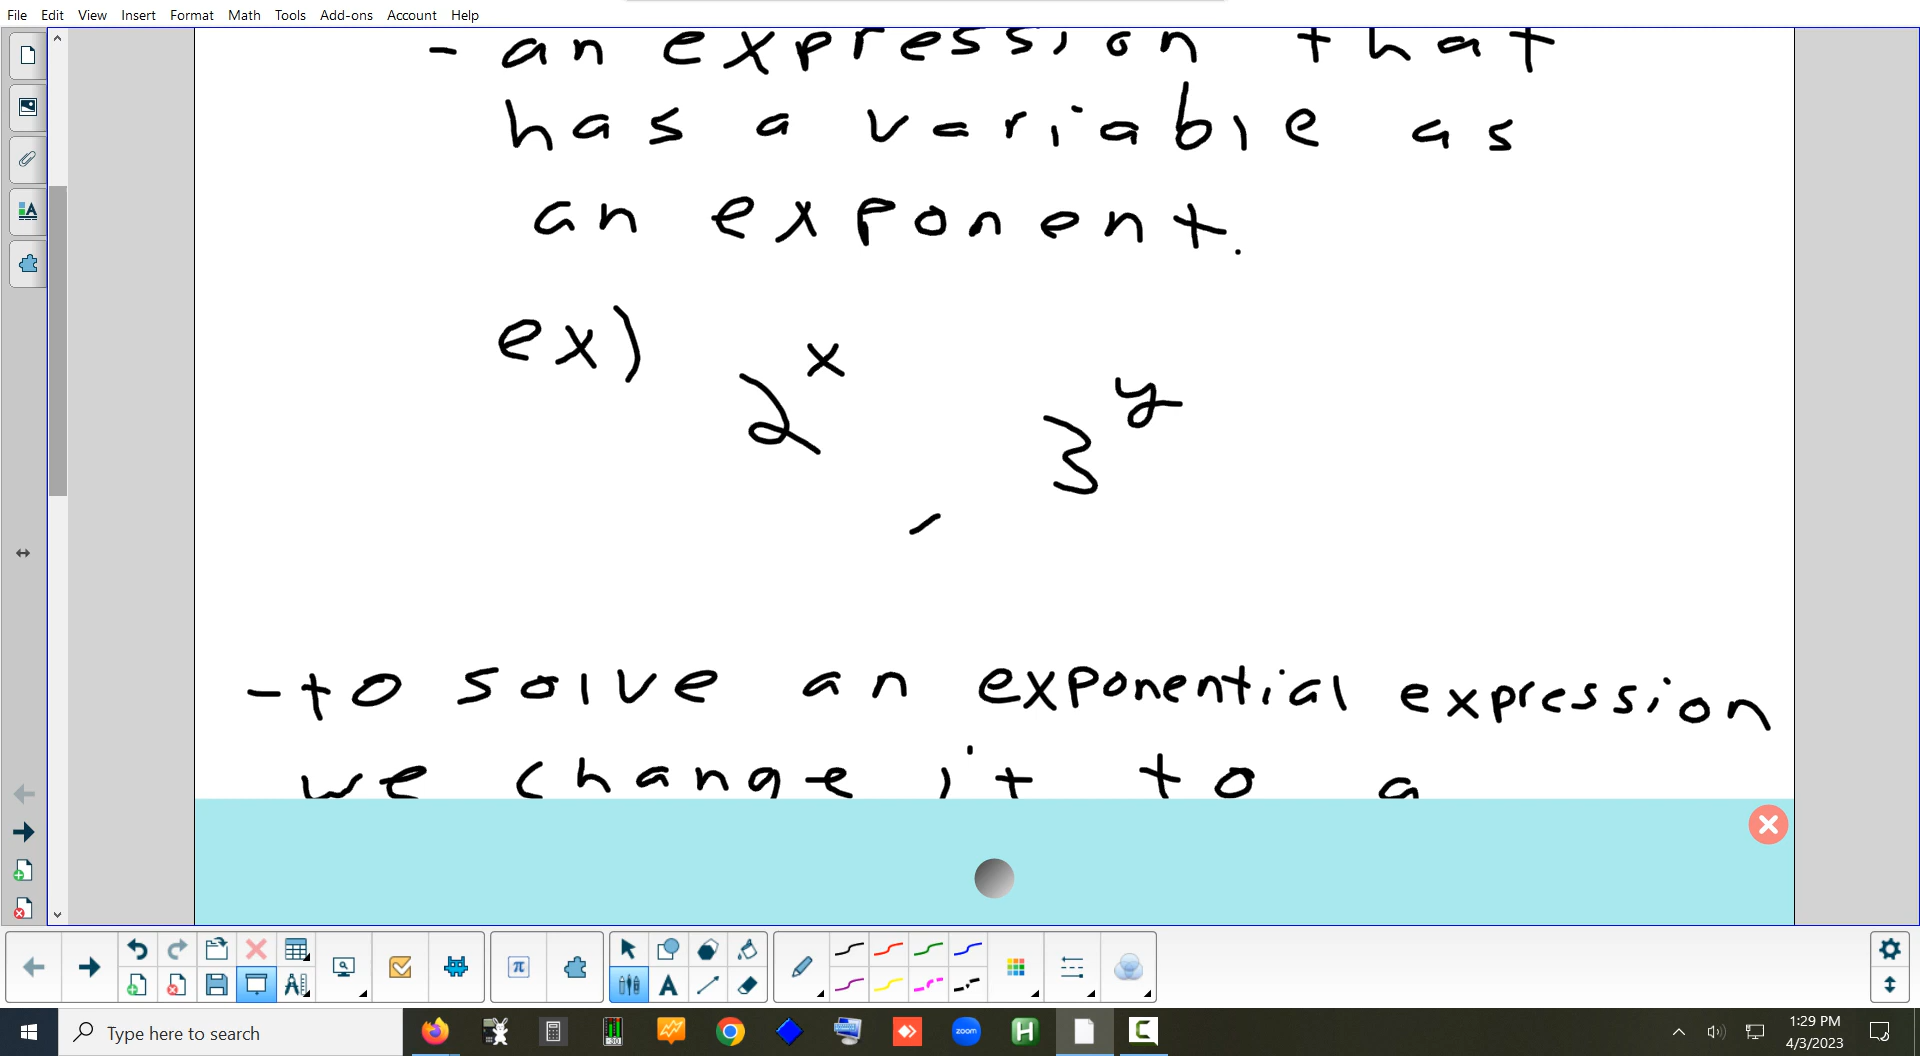 File Edit View Insert Format Math Tools Add-ons Account Help
- an expression that
has a variable as
an exponent.
ex) 2^x 3^y
- to solve an exponential expression
we change it to a
Type here to search
zoom
1:29 PM
4/3/2023